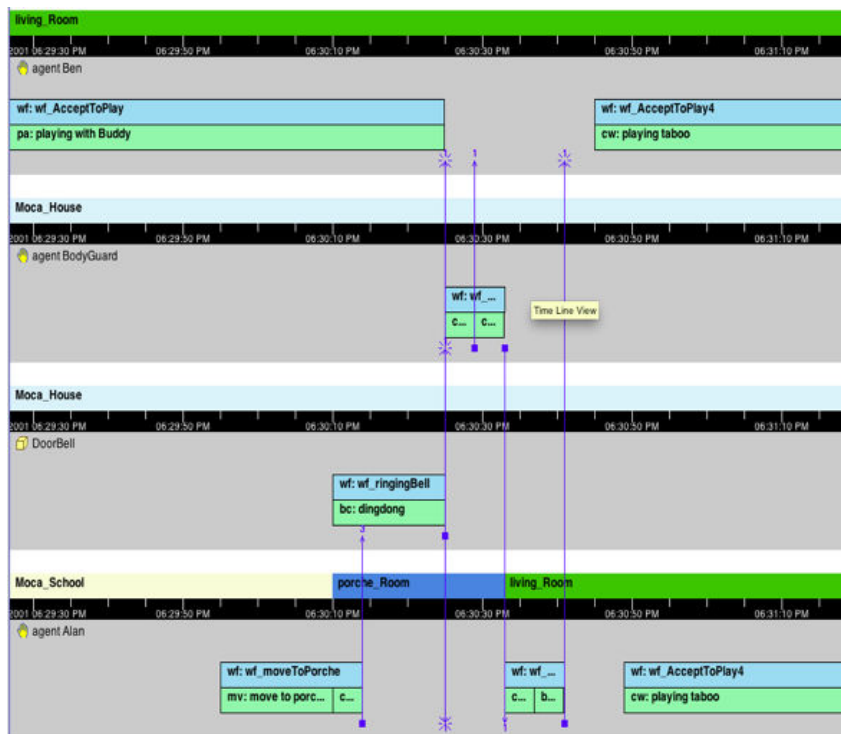 living_Room
2001 06:29:30 PM 06:29:50 PM 06:30:10 PM 06:30:30 PM 06:30:50 PM 06:31:10 PM
agent Ben
wf: wf_AcceptToPlay wf: wf_AcceptToPlay4
pa: playing with Buddy cw: playing taboo
1 1 1
Moca_House
2001 06:29:30 PM 06:29:50 PM 06:30:10 PM 06:30:30 PM 06:30:50 PM 06:31:10 PM
agent BodyGuard
wf: wf_...
c... c... Time Line View
Moca_House
2001 06:29:30 PM 06:29:50 PM 06:30:10 PM 06:30:30 PM 06:30:50 PM 06:31:10 PM
DoorBell
wf: wf_ringingBell
bc: dingdong
3
Moca_School porche_Room living_Room
2001 06:29:30 PM 06:29:50 PM 06:30:10 PM 06:30:30 PM 06:30:50 PM 06:31:10 PM
agent Alan
wf: wf_moveToPorche wf: wf_... wf: wf_AcceptToPlay4
mv: move to porc... c... c... b... cw: playing taboo
1